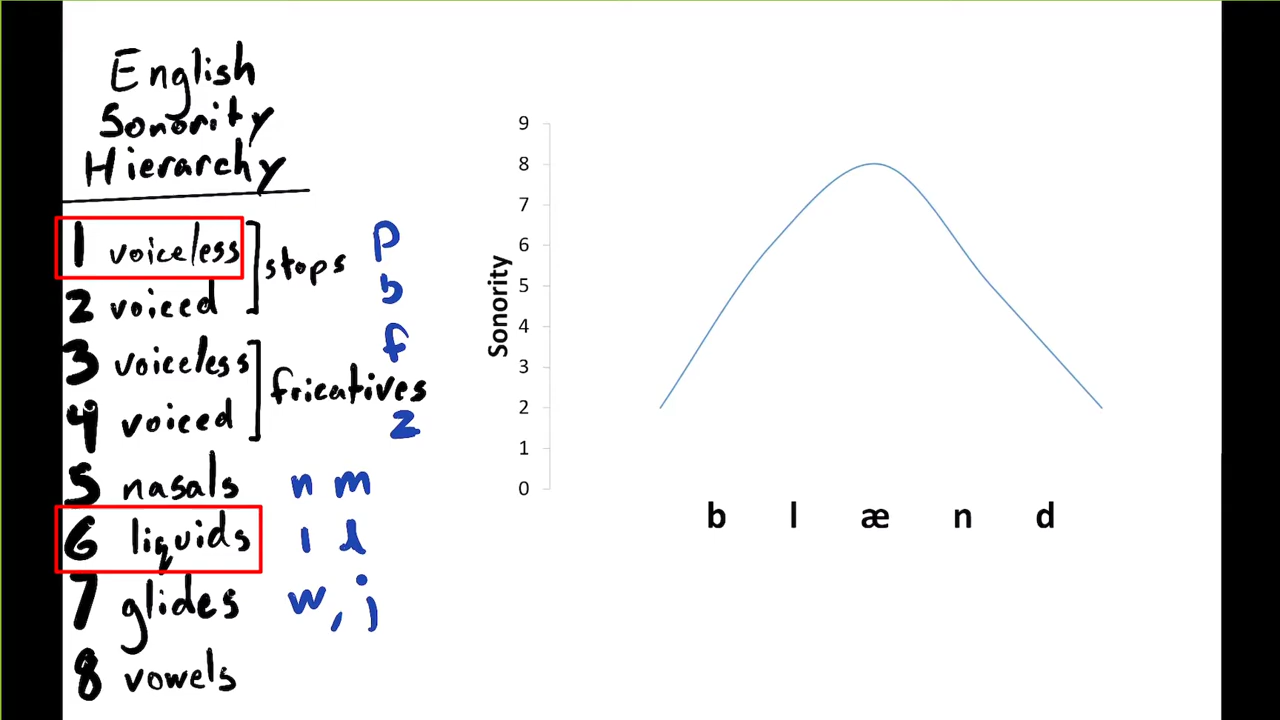 English
Sonority
Hierarchy
1 voiceless
stops
p
2 voiced
b
3 voiceless
f
fricatives
4 voiced
z
5 nasals n m
6 liquids l
7 glides w, j
8 vowels
Sonority
9
8
7
6
5
4
3
2
1
0
b l æ n d